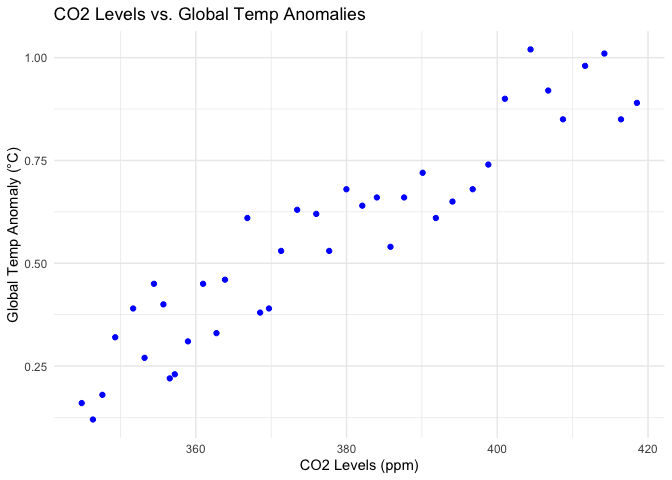 CO2 Levels vs. Global Temp Anomalies
Global Temp Anomaly (°C)
1.00
0.75
0.50
0.25
360 380 400 420
CO2 Levels (ppm)